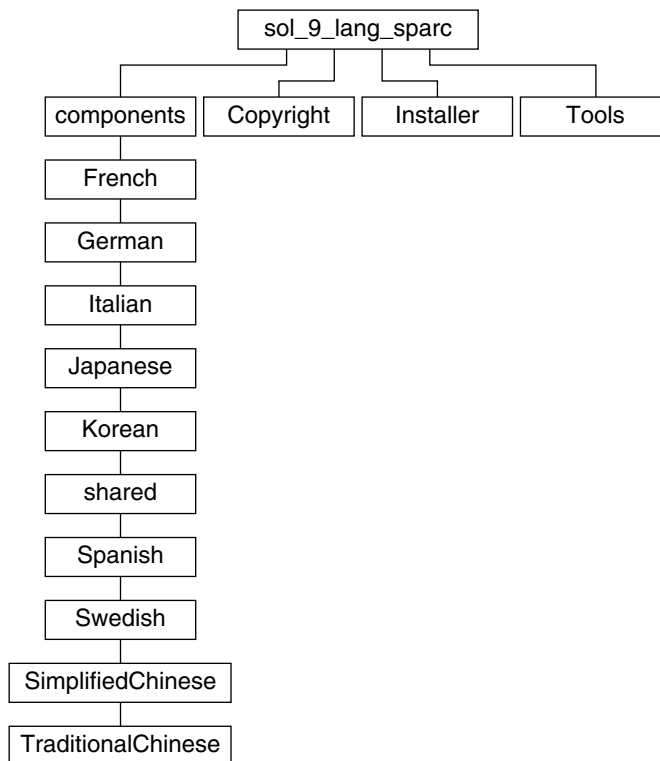 sol_9_lang_sparc
components
Copyright
Installer
Tools
French
German
Italian
Japanese
Korean
shared
Spanish
Swedish
SimplifiedChinese
TraditionalChinese